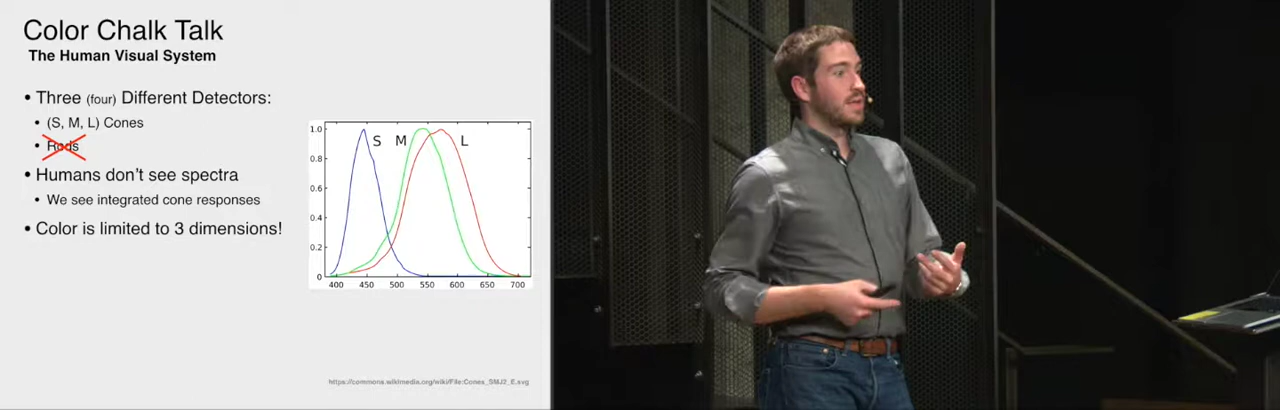 Color Chalk Talk
The Human Visual System
• Three (four) Different Detectors:
• (S, M, L) Cones
• Rods
• Humans don't see spectra
• We see integrated cone responses
• Color is limited to 3 dimensions!
S M L
1.0
0.8
0.6
0.4
0.2
0
400 450 500 550 600 650 700
https://commons.wikimedia.org/wiki/File:Cones_SMJ2_E.svg